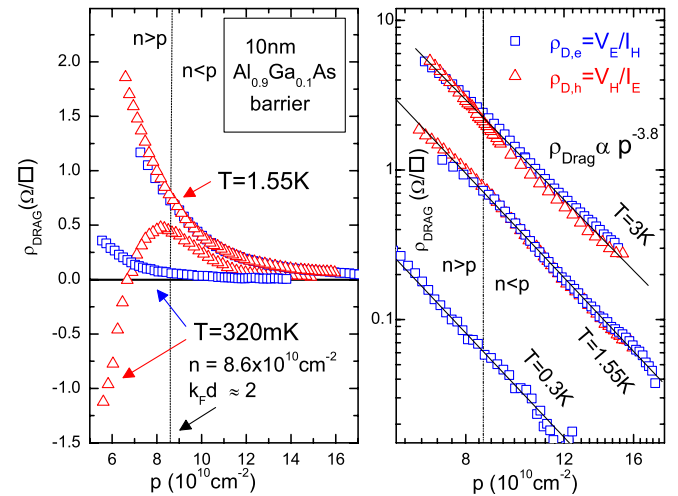 n>p
n<p
10nm
Al0.9Ga0.1As
barrier
T=1.55K
T=320mK
n = 8.6x10^10cm^-2
kFd ≈ 2
ρDRAG(Ω/□)
2.0
1.5
1.0
0.5
0.0
-0.5
-1.0
-1.5
6 8 10 12 14 16
p (10^10cm^-2)
ρD,e=VE/IH
ρD,h=VH/IE
ρDrag α p^-3.8
T=3K
n>p
n<p
T=1.55K
T=0.3K
ρDRAG (Ω/□)
10
1
0.1
8 12 16
p (10^10cm^-2)